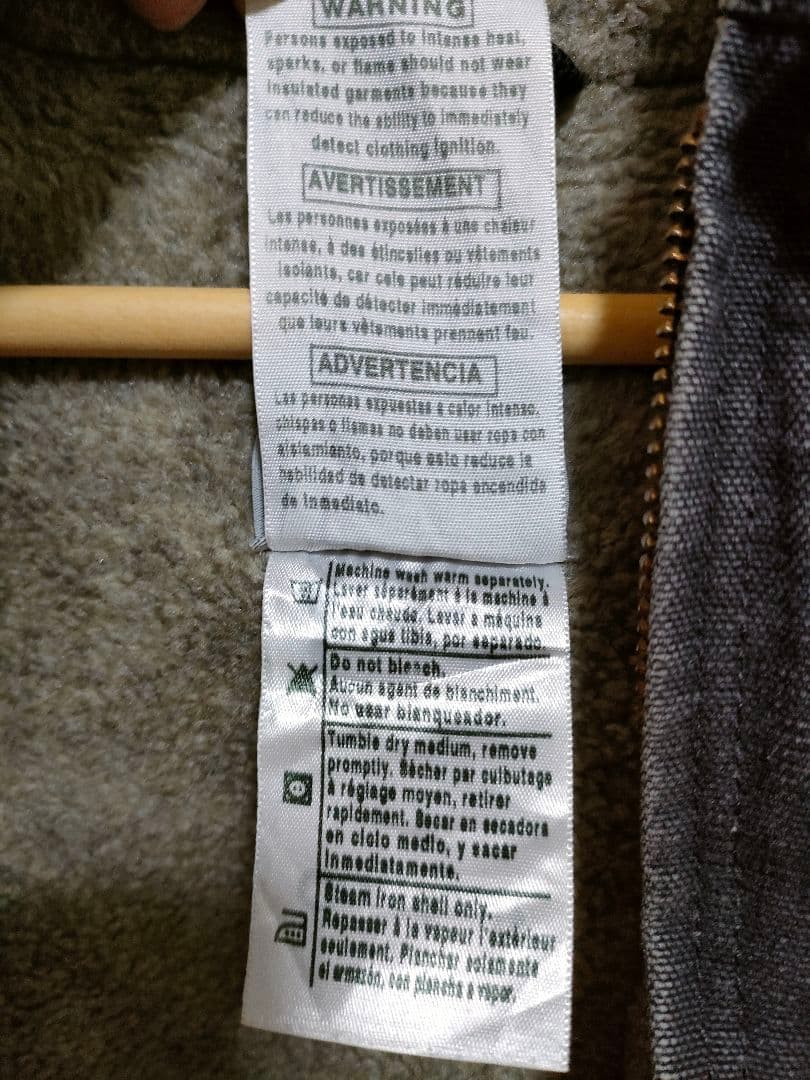 WARNING
Persons exposed to intense heat,
sparks, or flame should not wear
insulated garments because they
can reduce the ability to immediately
detect clothing ignition.
AVERTISSEMENT
Les personnes exposées à une chaleur
intense, à des étincelles ou vêtements
isolants, car cela peut réduire leur
capacité de détecter immédiatement
que leurs vêtements prennent feu.
ADVERTENCIA
Las personas expuestas a calor intenso,
chispas o llamas no deben usar ropa con
aislamiento, porque esto reduce la
habilidad de detectar ropa encendida
de inmediato.
Machine wash warm separately.
Laver séparément à la machine à
l'eau chaude. Lavar a máquina
con agua tibia, por separado.
Do not bleach.
Aucun agent de blanchiment.
No usar blanqueador.
Tumble dry medium, remove
promptly. Sécher par culbutage
à réglage moyen, retirer
rapidement. Secar en secadora
en ciclo medio, y sacar
inmediatamente.
Steam iron shell only.
Repasser à la vapeur l'extérieur
seulement. Planchar solamente
el armazón, con plancha a vapor.